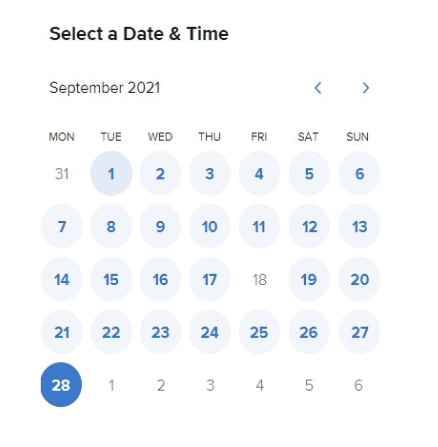 Select a Date & Time
September 2021
MON TUE WED THU FRI SAT SUN
31 1 2 3 4 5 6
7 8 9 10 11 12 13
14 15 16 17 18 19 20
21 22 23 24 25 26 27
28 1 2 3 4 5 6